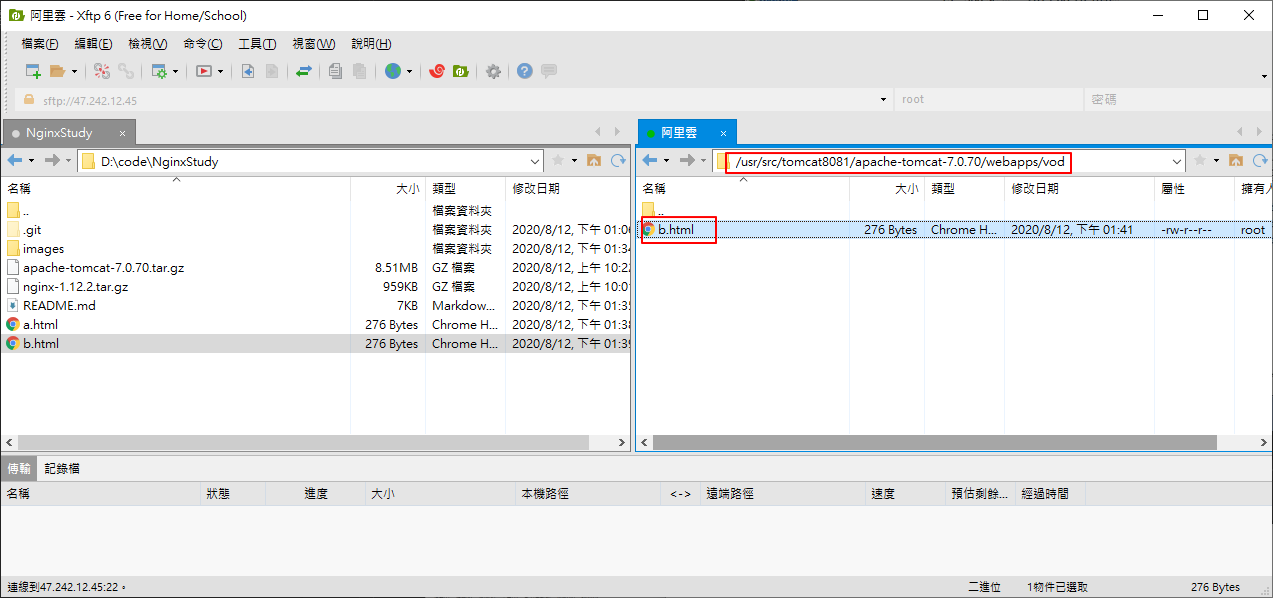 阿里雲 - Xftp 6 (Free for Home/School)
檔案(F) 編輯(E) 檢視(V) 命令(C) 工具(T) 視窗(W) 說明(H)
sftp://47.242.12.45 root 密碼
NginxStudy × 阿里雲 ×
D:\code\NginxStudy /usr/src/tomcat8081/apache-tomcat-7.0.70/webapps/vod
名稱 大小 類型 修改日期
..  檔案資料夾
.git 檔案資料夾 2020/8/12, 下午 01:0
images 檔案資料夾 2020/8/12, 下午 01:34
apache-tomcat-7.0.70.tar.gz 8.51MB GZ 檔案 2020/8/12, 上午 10:22
nginx-1.12.2.tar.gz 959KB GZ 檔案 2020/8/12, 上午 10:0
README.md 7KB Markdow... 2020/8/12, 下午 01:35
a.html 276 Bytes Chrome H... 2020/8/12, 下午 01:38
b.html 276 Bytes Chrome H... 2020/8/12, 下午 01:39
名稱 大小 類型 修改日期 屬性 擁有人
..
b.html 276 Bytes Chrome H... 2020/8/12, 下午 01:41 -rw-r--r-- root
傳輸 記錄檔
名稱 狀態 進度 大小 本機路徑 <-> 遠端路徑 速度 預估剩餘... 經過時間
連線到47.242.12.45:22。 二進位 1物件已選取 276 Bytes